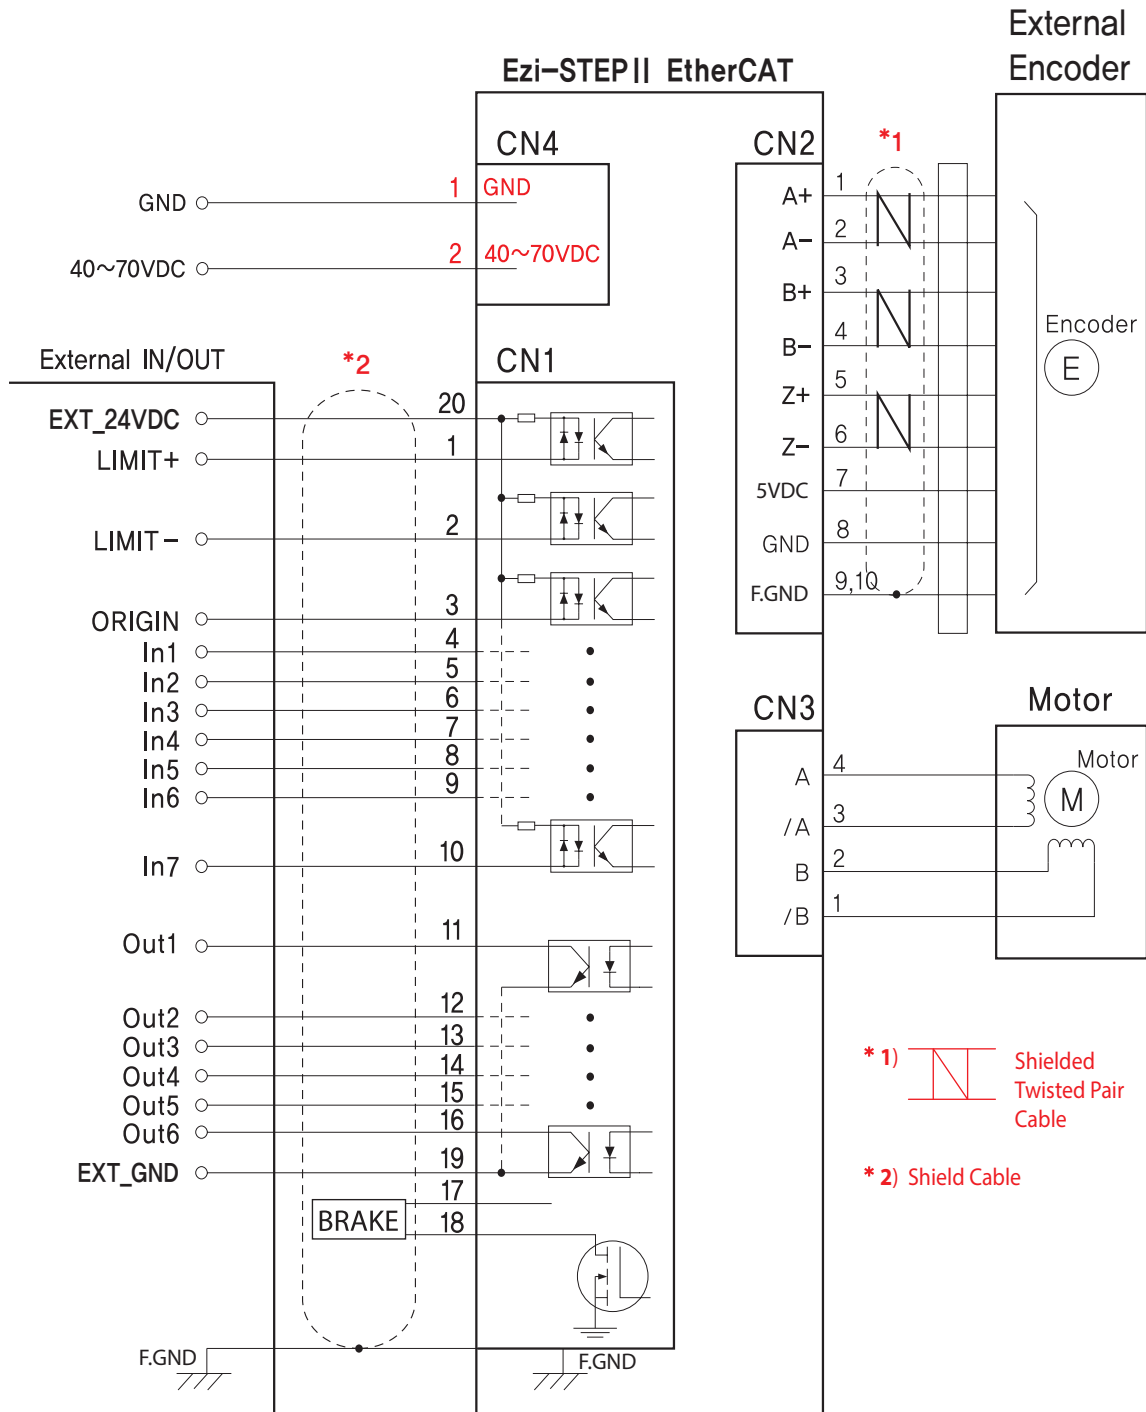 External
Encoder
Ezi-STEPII EtherCAT
CN4
1 GND
GND
2 40~70VDC
40~70VDC
CN2
*1
A+ 1
A- 2
B+ 3
B- 4
Z+ 5
Z- 6
5VDC 7
GND 8
F.GND 9,10
Encoder
E
External IN/OUT
*2
CN1
EXT_24VDC 20
LIMIT+ 1
LIMIT- 2
ORIGIN 3
In1 4
In2 5
In3 6
In4 7
In5 8
In6 9
In7 10
Out1 11
Out2 12
Out3 13
Out4 14
Out5 15
Out6 16
EXT_GND 19
17
BRAKE 18
F.GND
F.GND
CN3
Motor
A 4
/A 3
B 2
/B 1
Motor
M
* 1) Shielded
Twisted Pair
Cable
* 2) Shield Cable